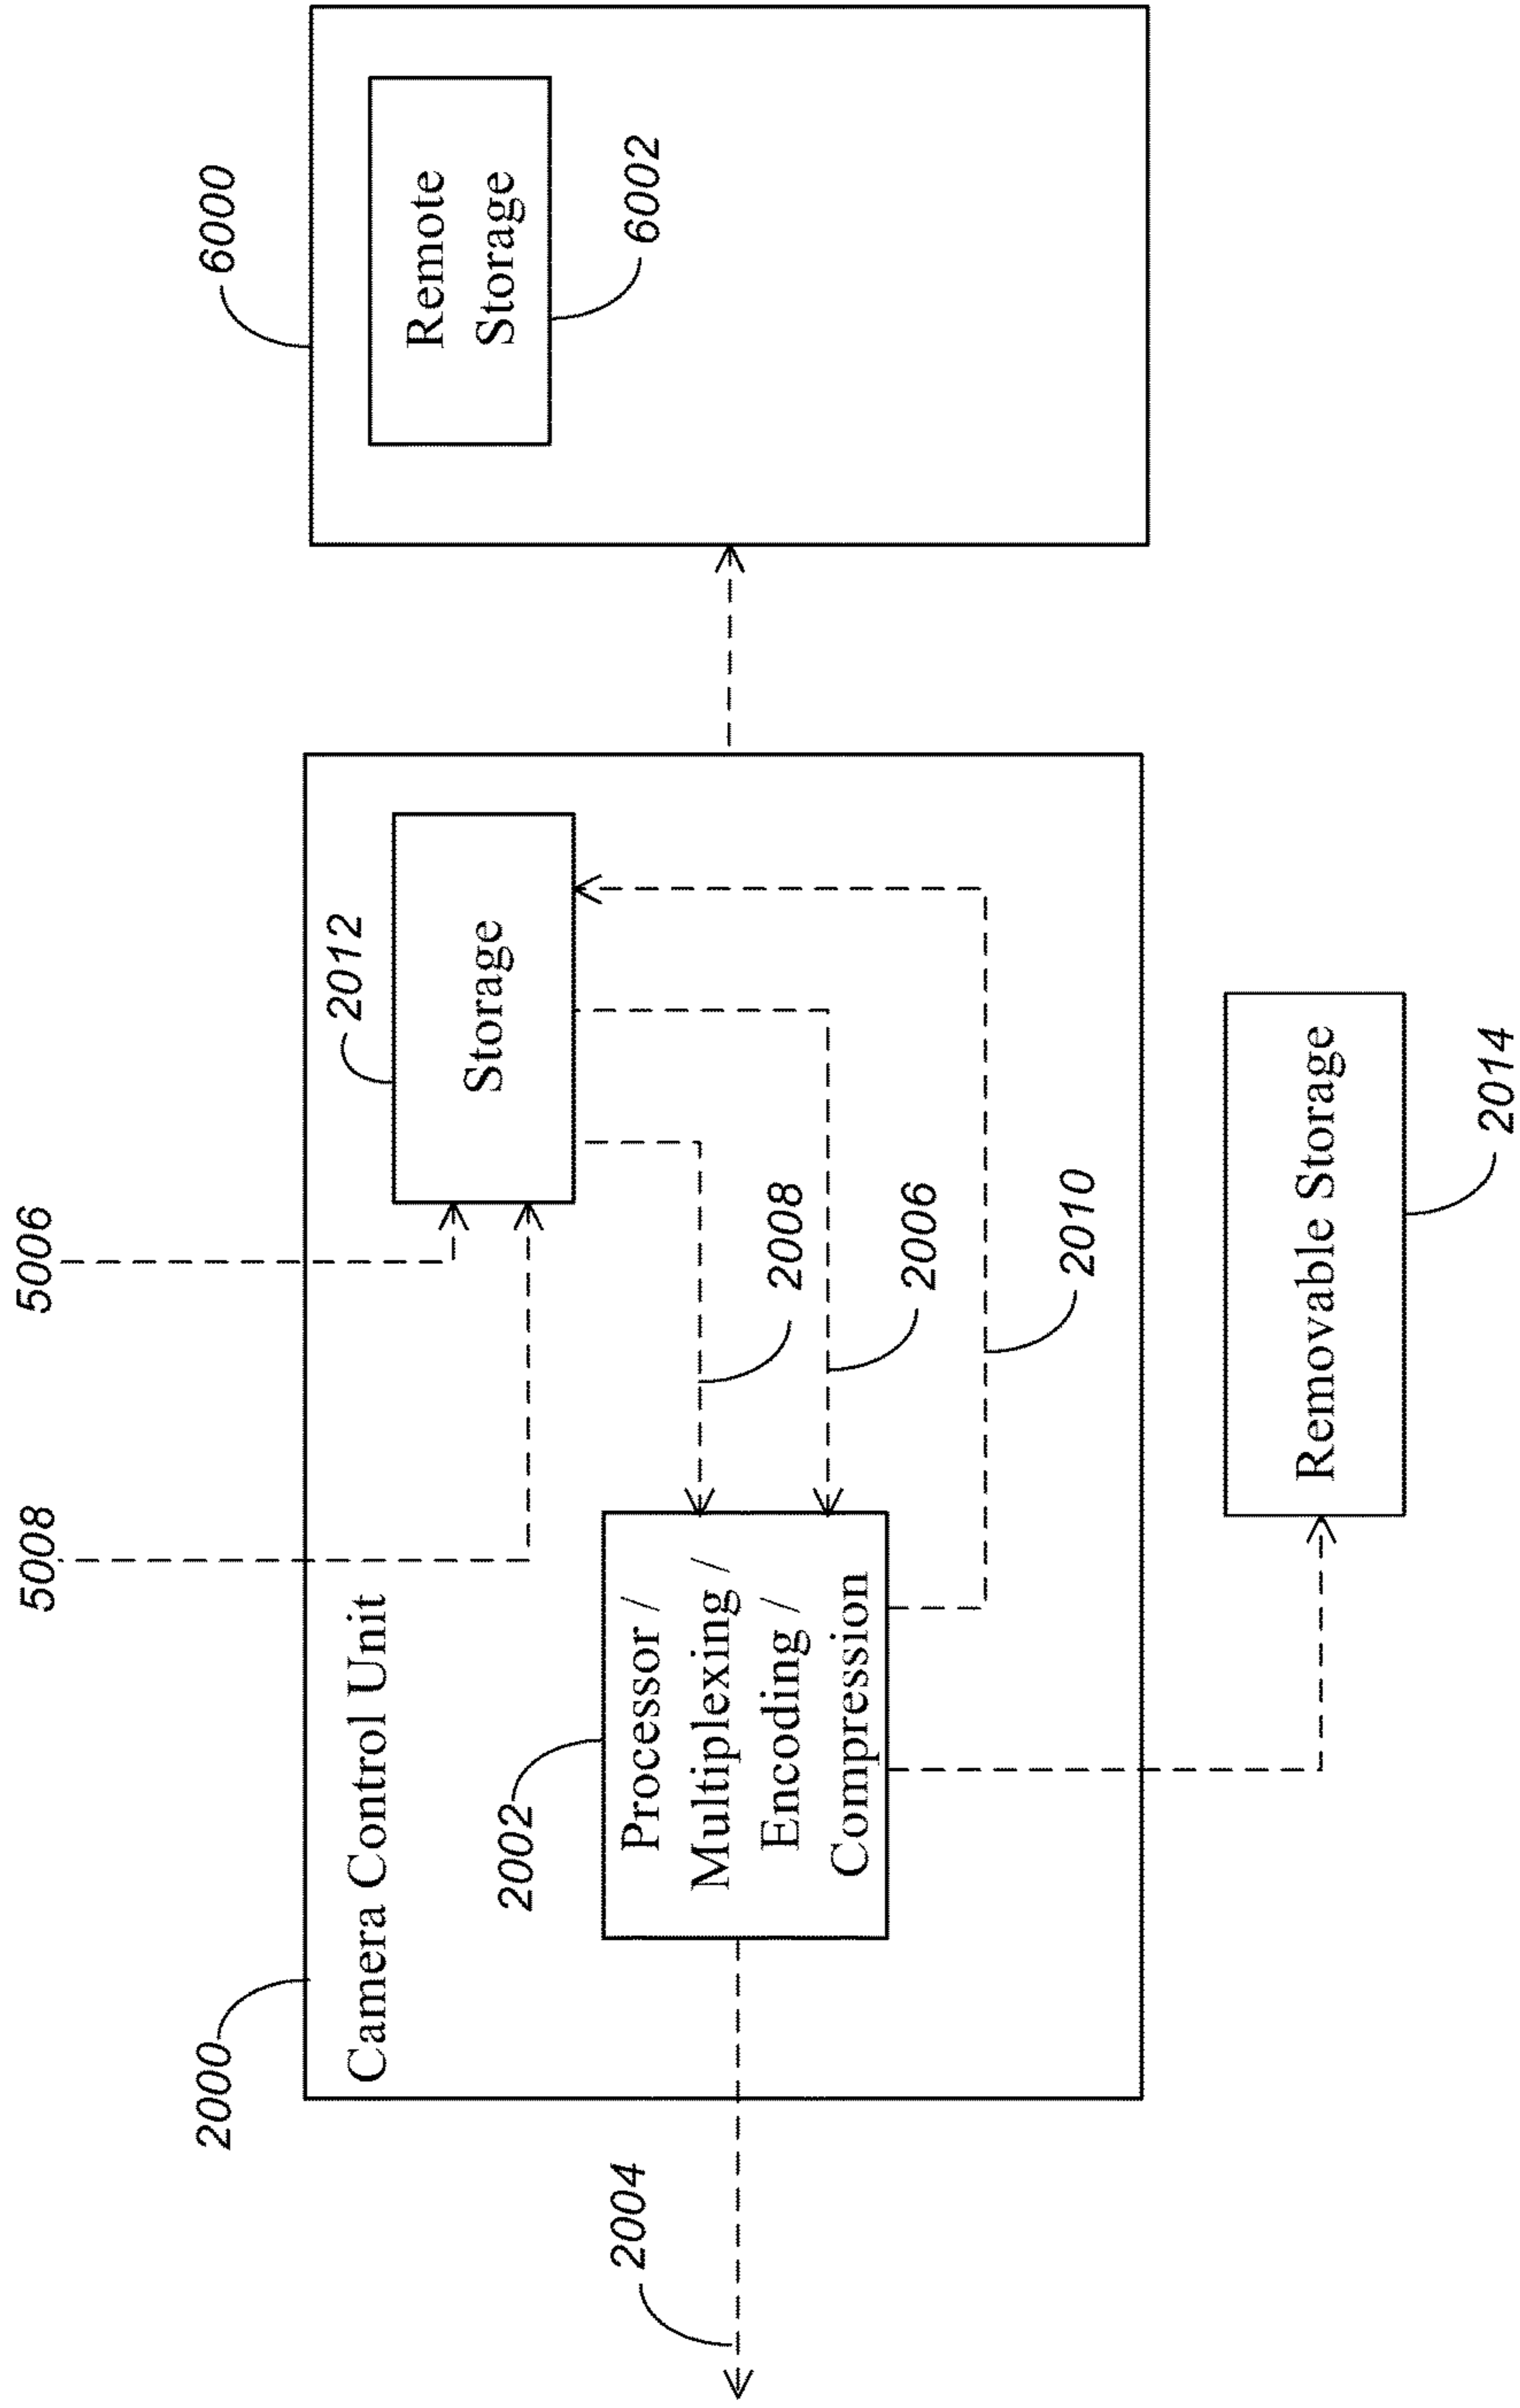 5008
5006
2000
6000
Camera Control Unit
2012
Storage
Remote
Storage
6002
2002
2004
Processor /
Multiplexing /
Encoding /
Compression
2008
2006
2010
Removable Storage
2014